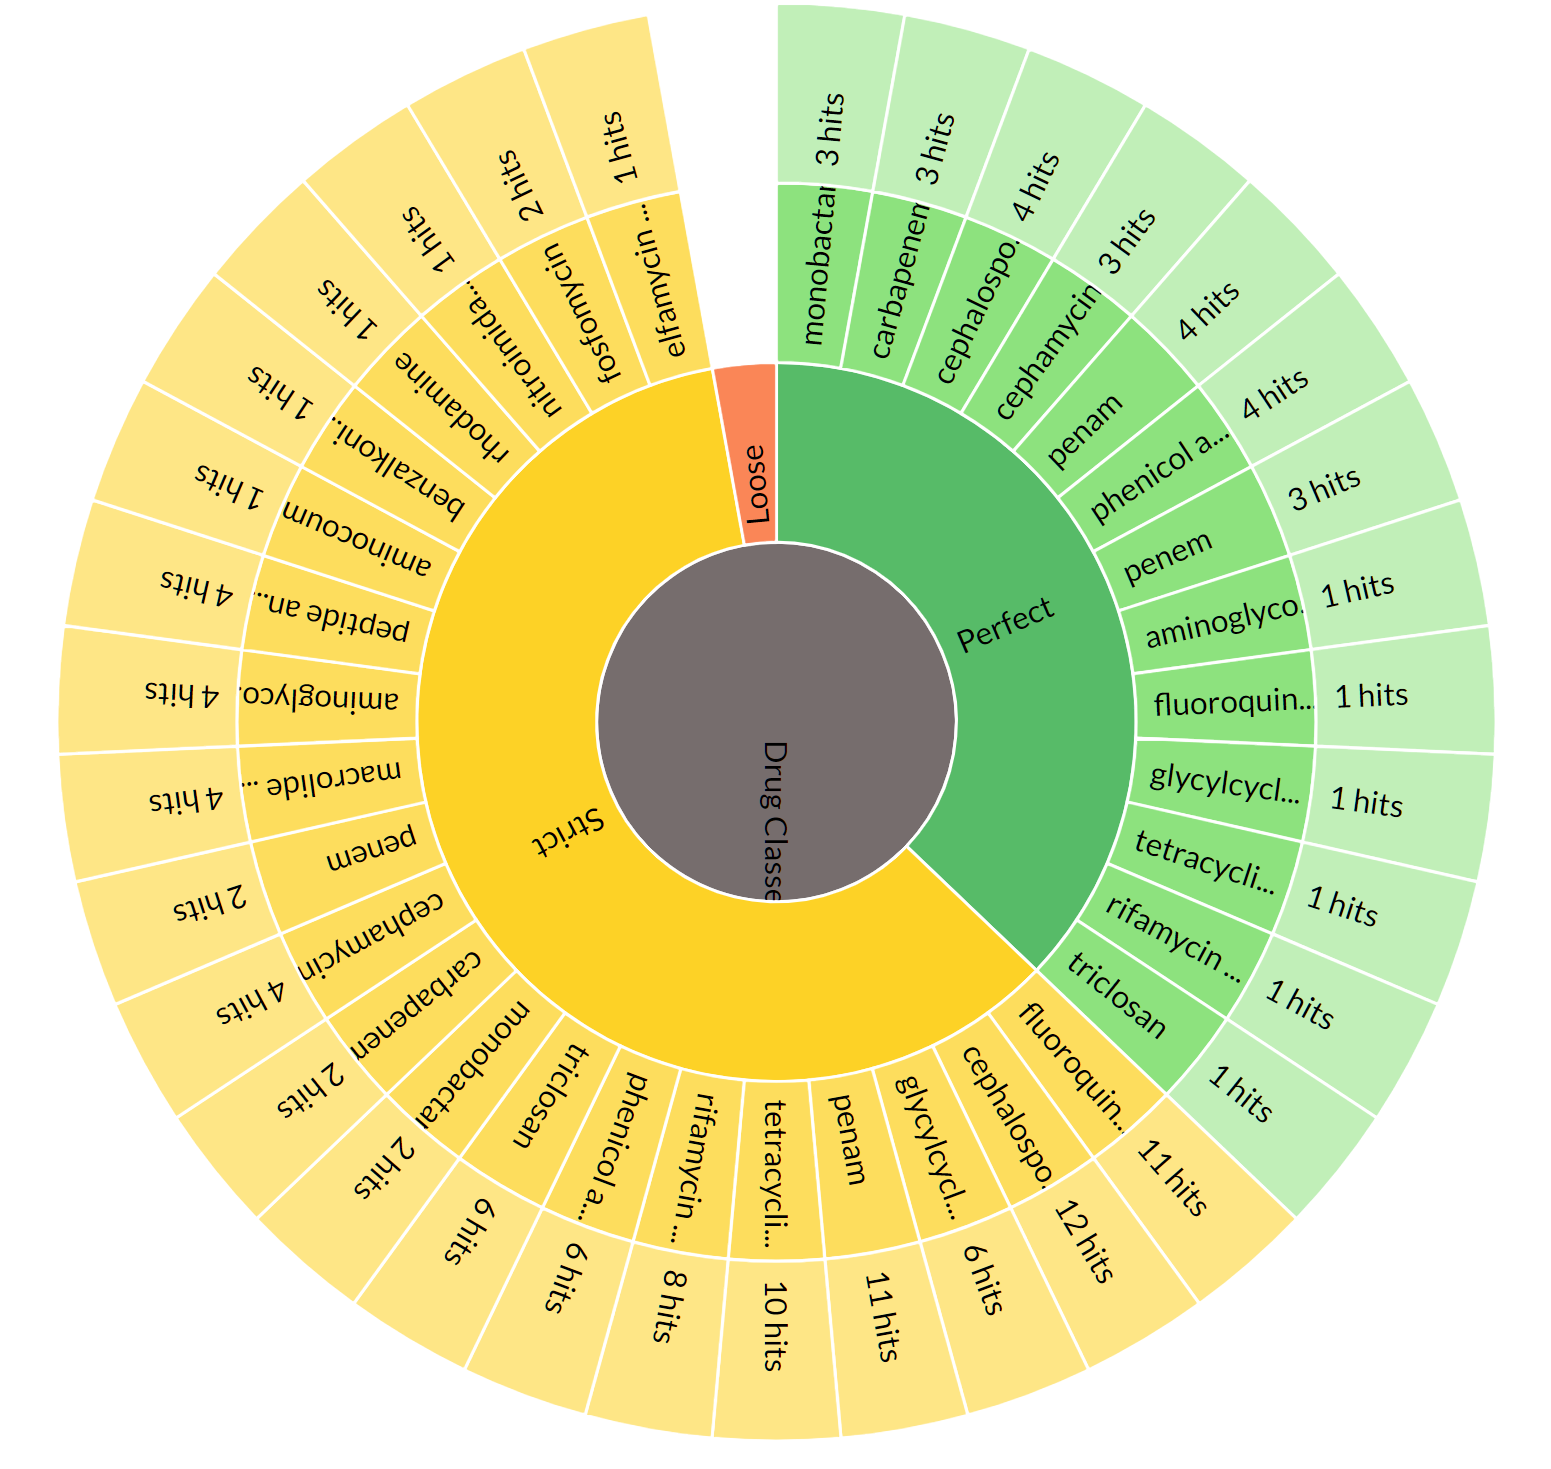 Drug Classe
Perfect
monobactar
3 hits
carbapenem
3 hits
cephalospo.
4 hits
cephamycin
3 hits
penam
4 hits
phenicol a...
4 hits
penem
3 hits
aminoglyco.
1 hits
fluoroquin...
1 hits
glycylcycl...
1 hits
tetracycli...
1 hits
rifamycin ...
1 hits
triclosan
1 hits
Strict
fluoroquin...
11 hits
cephalospo.
12 hits
glycylcycl...
6 hits
penam
11 hits
tetracycli...
10 hits
rifamycin ...
8 hits
phenicol a...
6 hits
triclosan
6 hits
monobactar
2 hits
carbapenem
2 hits
cephamycin
4 hits
penem
2 hits
macrolide ...
4 hits
aminoglyco.
4 hits
peptide an...
4 hits
aminocoum
1 hits
benzalkoni...
1 hits
rhodamine
1 hits
nitroimida...
1 hits
fosfomycin
2 hits
elfamycin ...
1 hits
Loose